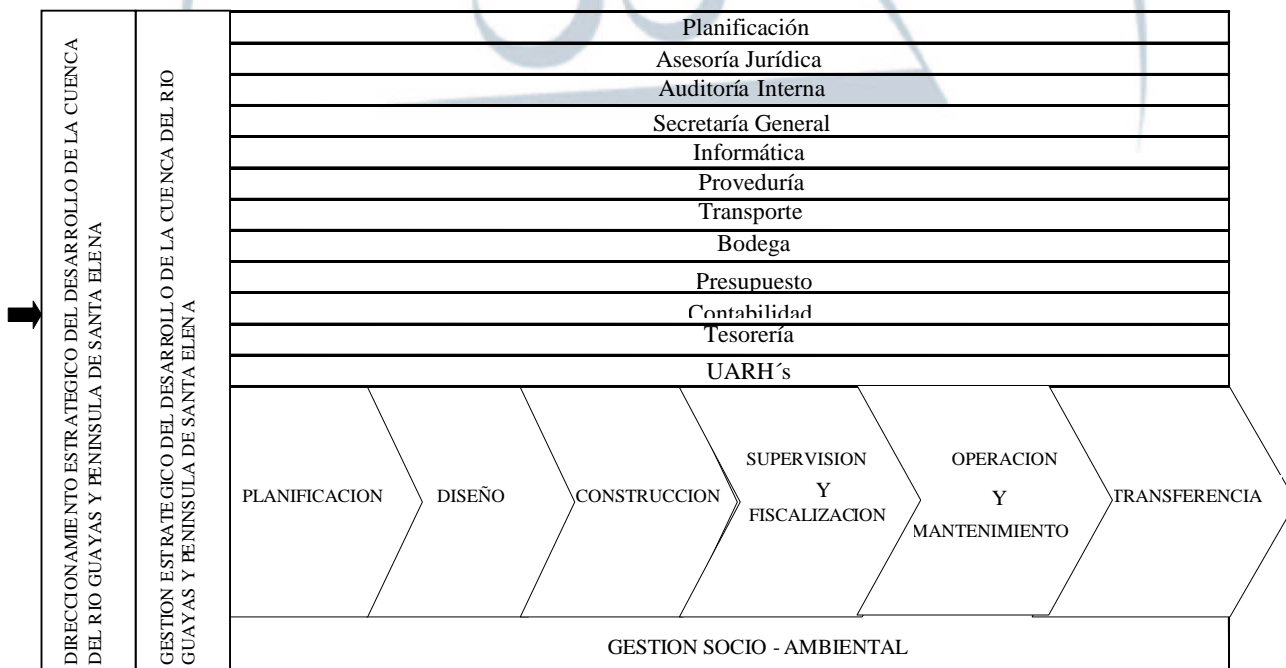 DIRECCIONAMIENTO ESTRATEGICO DEL DESARROLLO DE LA CUENCA
DEL RIO GUAYAS Y PENINSULA DE SANTA ELENA
GESTION ESTRATEGICO DEL DESARROLLO DE LA CUENCA DEL RIO
GUAYAS Y PENINSULA DE SANTA ELENA
Planificación
Asesoría Jurídica
Auditoría Interna
Secretaría General
Informática
Proveduría
Transporte
Bodega
Presupuesto
Contabilidad
Tesorería
UARH´s
PLANIFICACION
DISEÑO
CONSTRUCCION
SUPERVISION
Y
FISCALIZACION
OPERACION
Y
MANTENIMIENTO
TRANSFERENCIA
GESTION SOCIO - AMBIENTAL